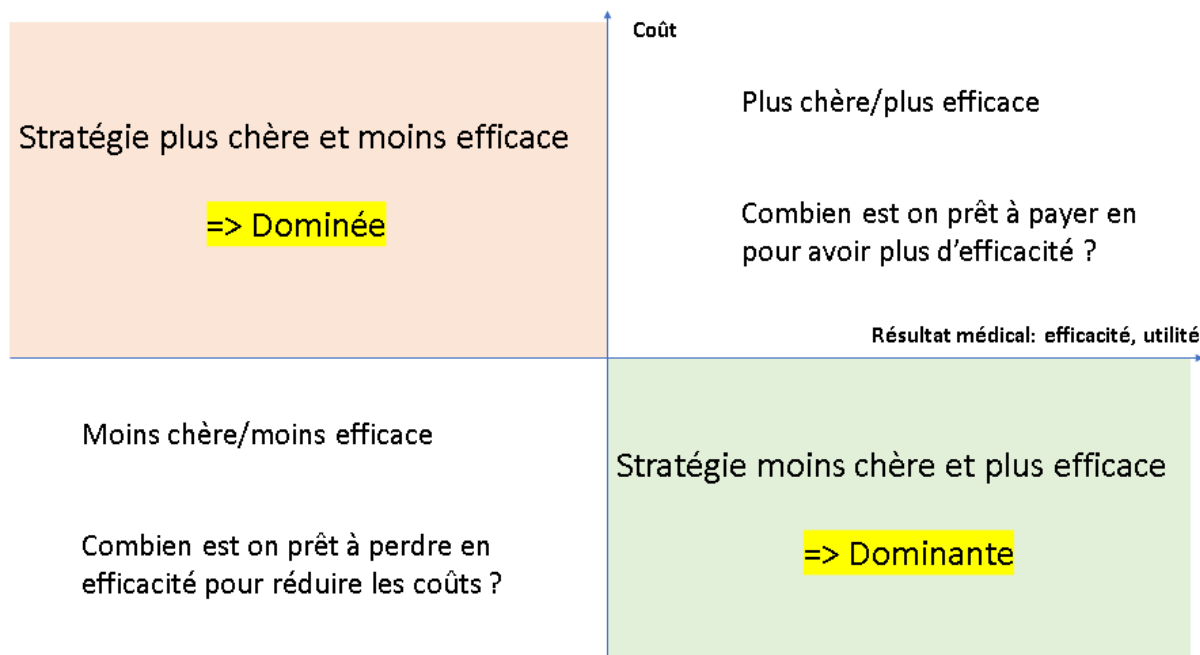 Coût
Stratégie plus chère et moins efficace
=> Dominée
Plus chère/plus efficace
Combien est on prêt à payer en
pour avoir plus d’efficacité ?
Résultat médical: efficacité, utilité
Moins chère/moins efficace
Combien est on prêt à perdre en
efficacité pour réduire les coûts ?
Stratégie moins chère et plus efficace
=> Dominante